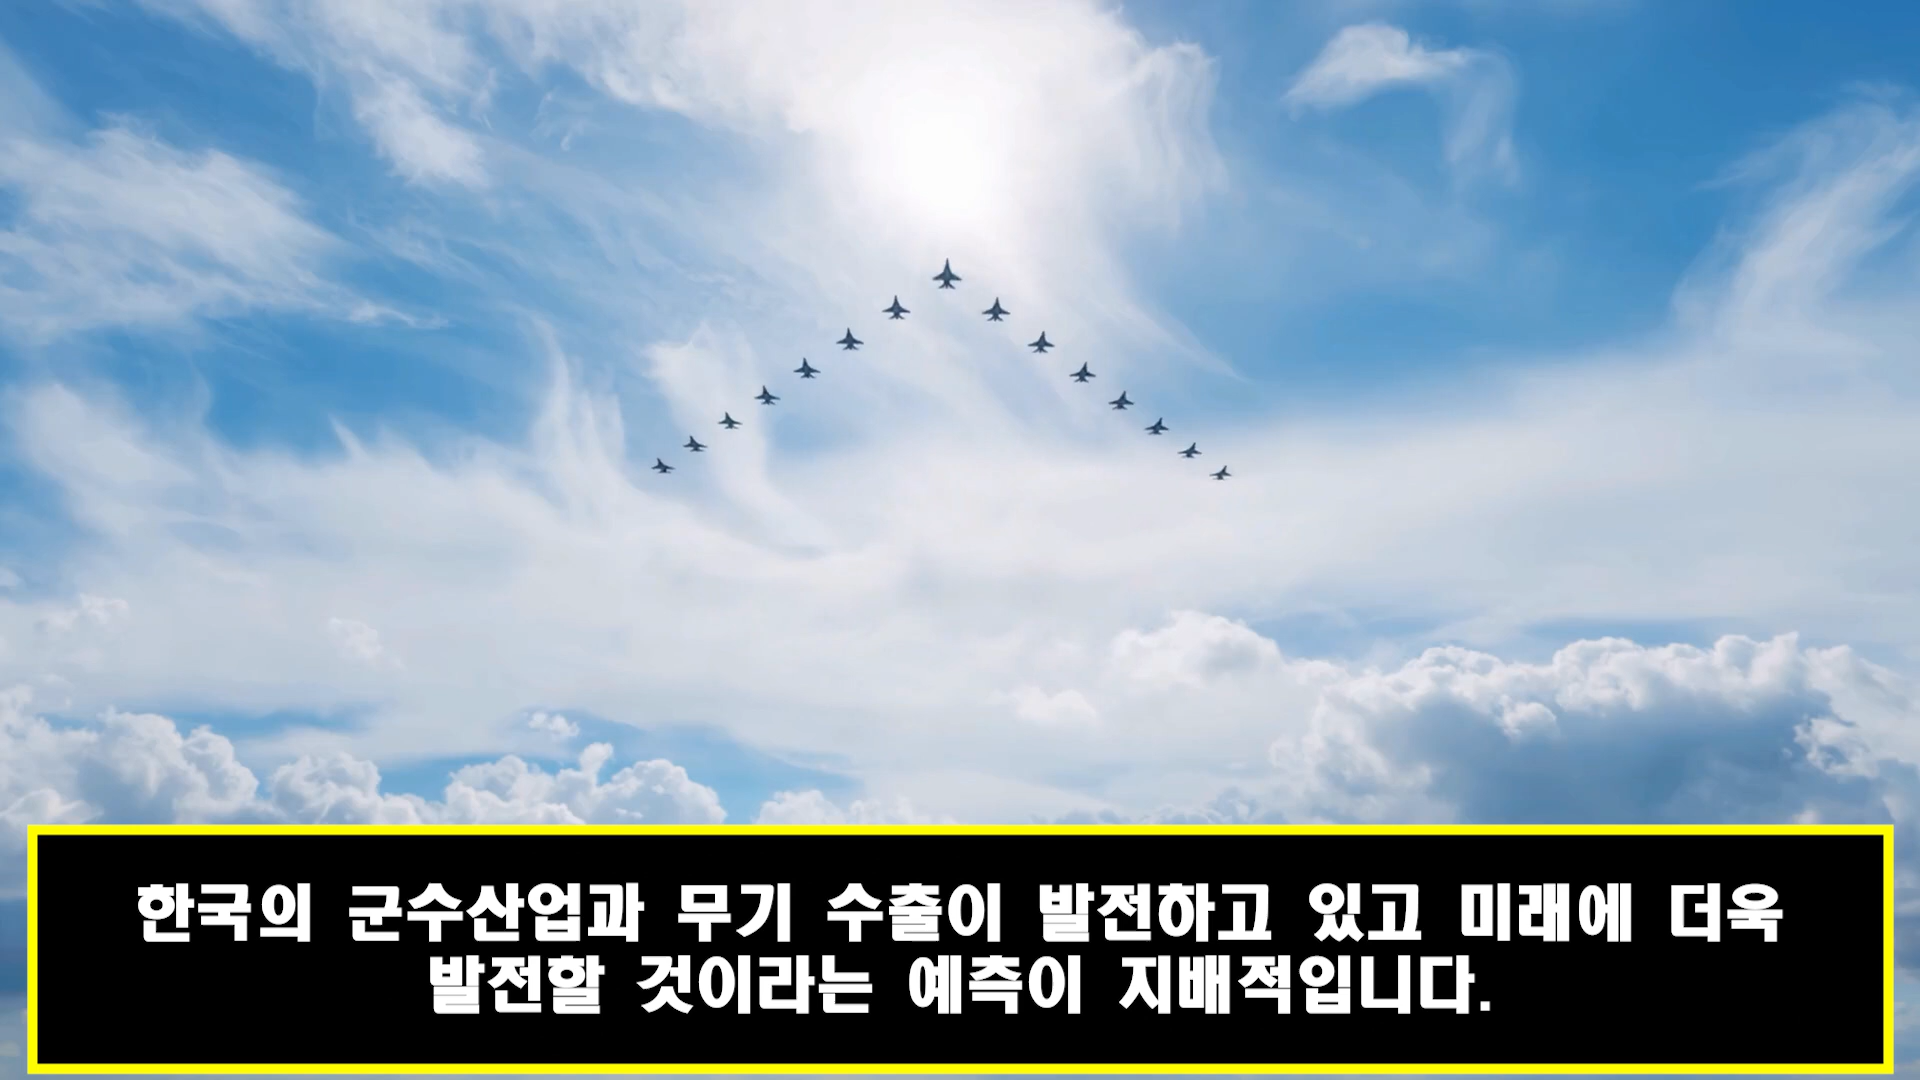 한국의 군수산업과 무기 수출이 발전하고 있고 미래에 더욱
발전할 것이라는 예측이 지배적입니다.